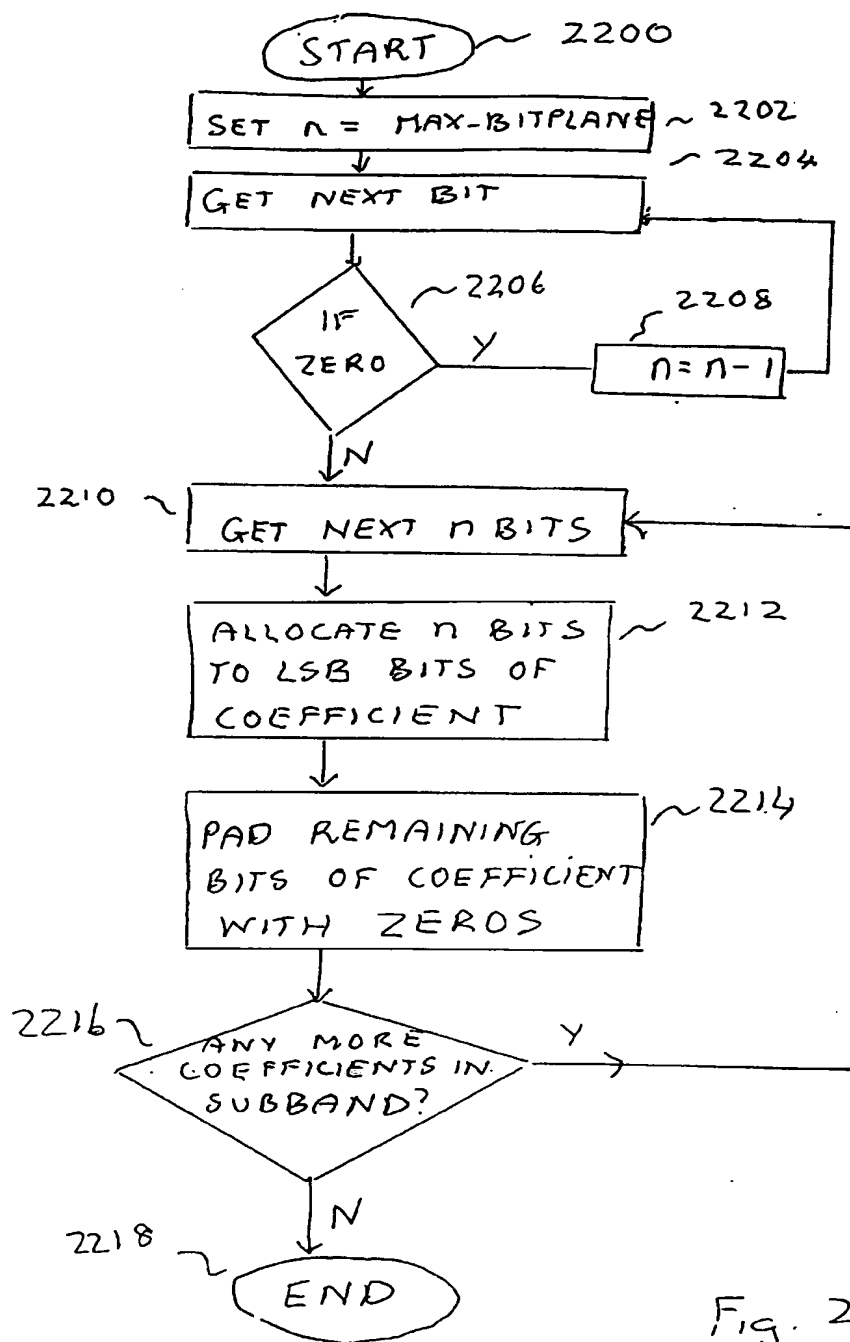 START 2200
SET n = MAX-BITPLANE 2202
2204
GET NEXT BIT
2206
IF
ZERO
Y
2208
n = n - 1
N
2210
GET NEXT n BITS
2212
ALLOCATE n BITS
TO LSB BITS OF
COEFFICIENT
2214
PAD REMAINING
BITS OF COEFFICIENT
WITH ZEROS
2216
ANY MORE
COEFFICIENTS IN
SUBBAND?
Y
N
2218
END
Fig. 2